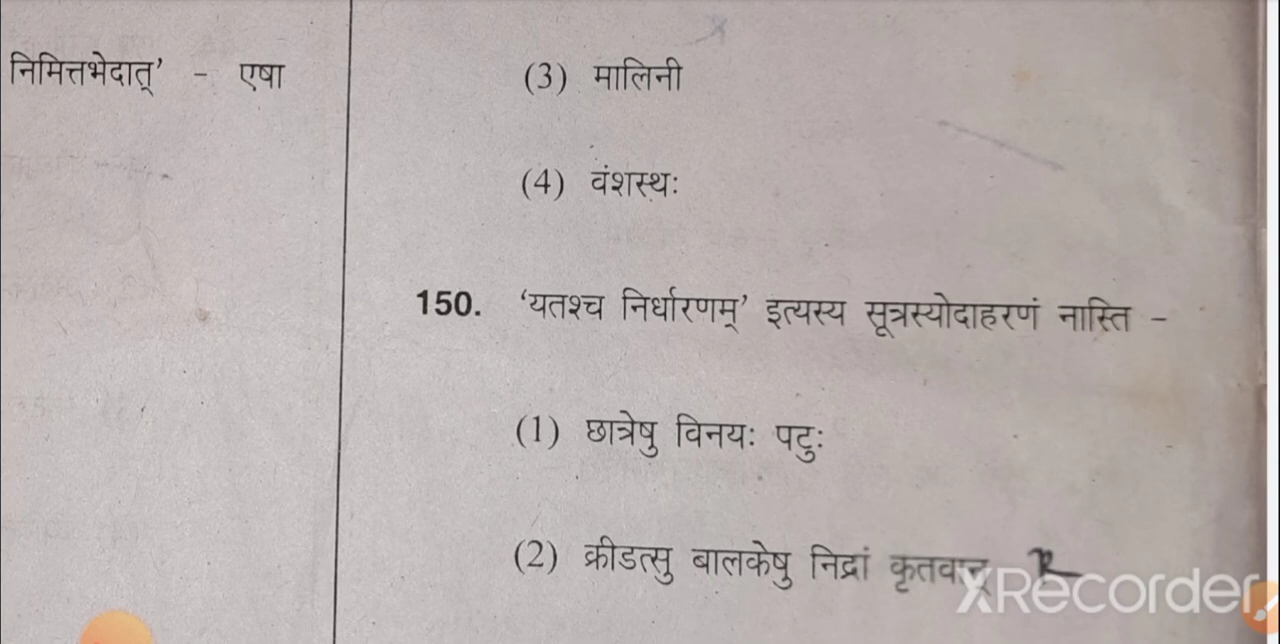 निमित्तभेदात्’ - एषा
(3) मालिनी
(4) वंशस्थः
150. ‘यतश्च निर्धारणम्’ इत्यस्य सूत्रस्योदाहरणं नास्ति -
(1) छात्रेषु विनयः पटुः
(2) क्रीडत्सु बालकेषु निद्रां कृतवान्
XRecorder